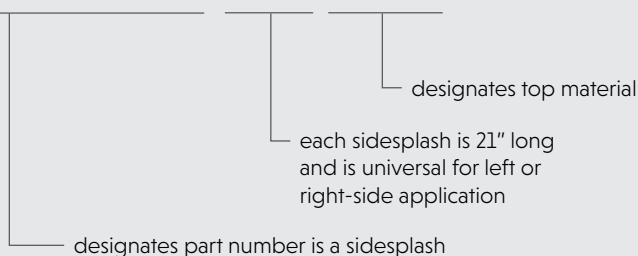 designates top material
each sidesplash is 21" long
and is universal for left or
right-side application
designates part number is a sidesplash